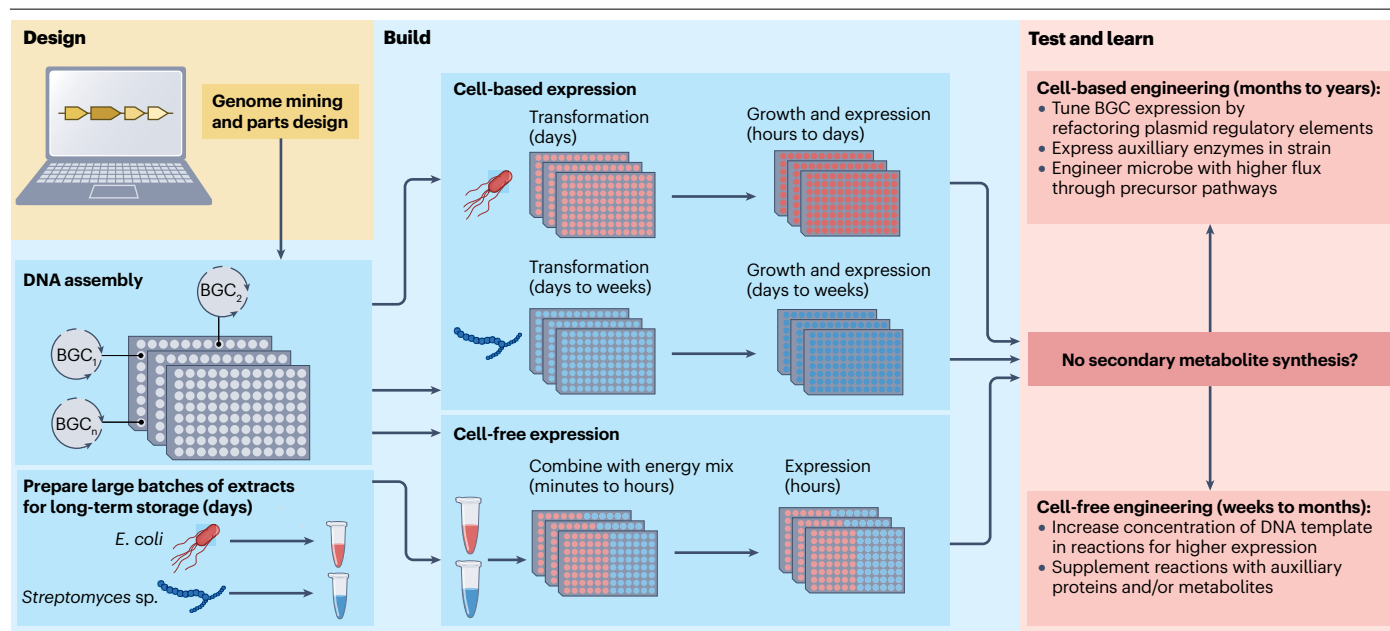 Design
Genome mining
and parts design
DNA assembly
BGC2
BGC1
BGCn
Prepare large batches of extracts
for long-term storage (days)
E. coli
Streptomyces sp.
Build
Cell-based expression
Transformation
(days)
Growth and expression
(hours to days)
Transformation
(days to weeks)
Growth and expression
(days to weeks)
Cell-free expression
Combine with energy mix
(minutes to hours)
Expression
(hours)
Test and learn
Cell-based engineering (months to years):
• Tune BGC expression by
refactoring plasmid regulatory elements
• Express auxilliary enzymes in strain
• Engineer microbe with higher flux
through precursor pathways
No secondary metabolite synthesis?
Cell-free engineering (weeks to months):
• Increase concentration of DNA template
in reactions for higher expression
• Supplement reactions with auxilliary
proteins and/or metabolites